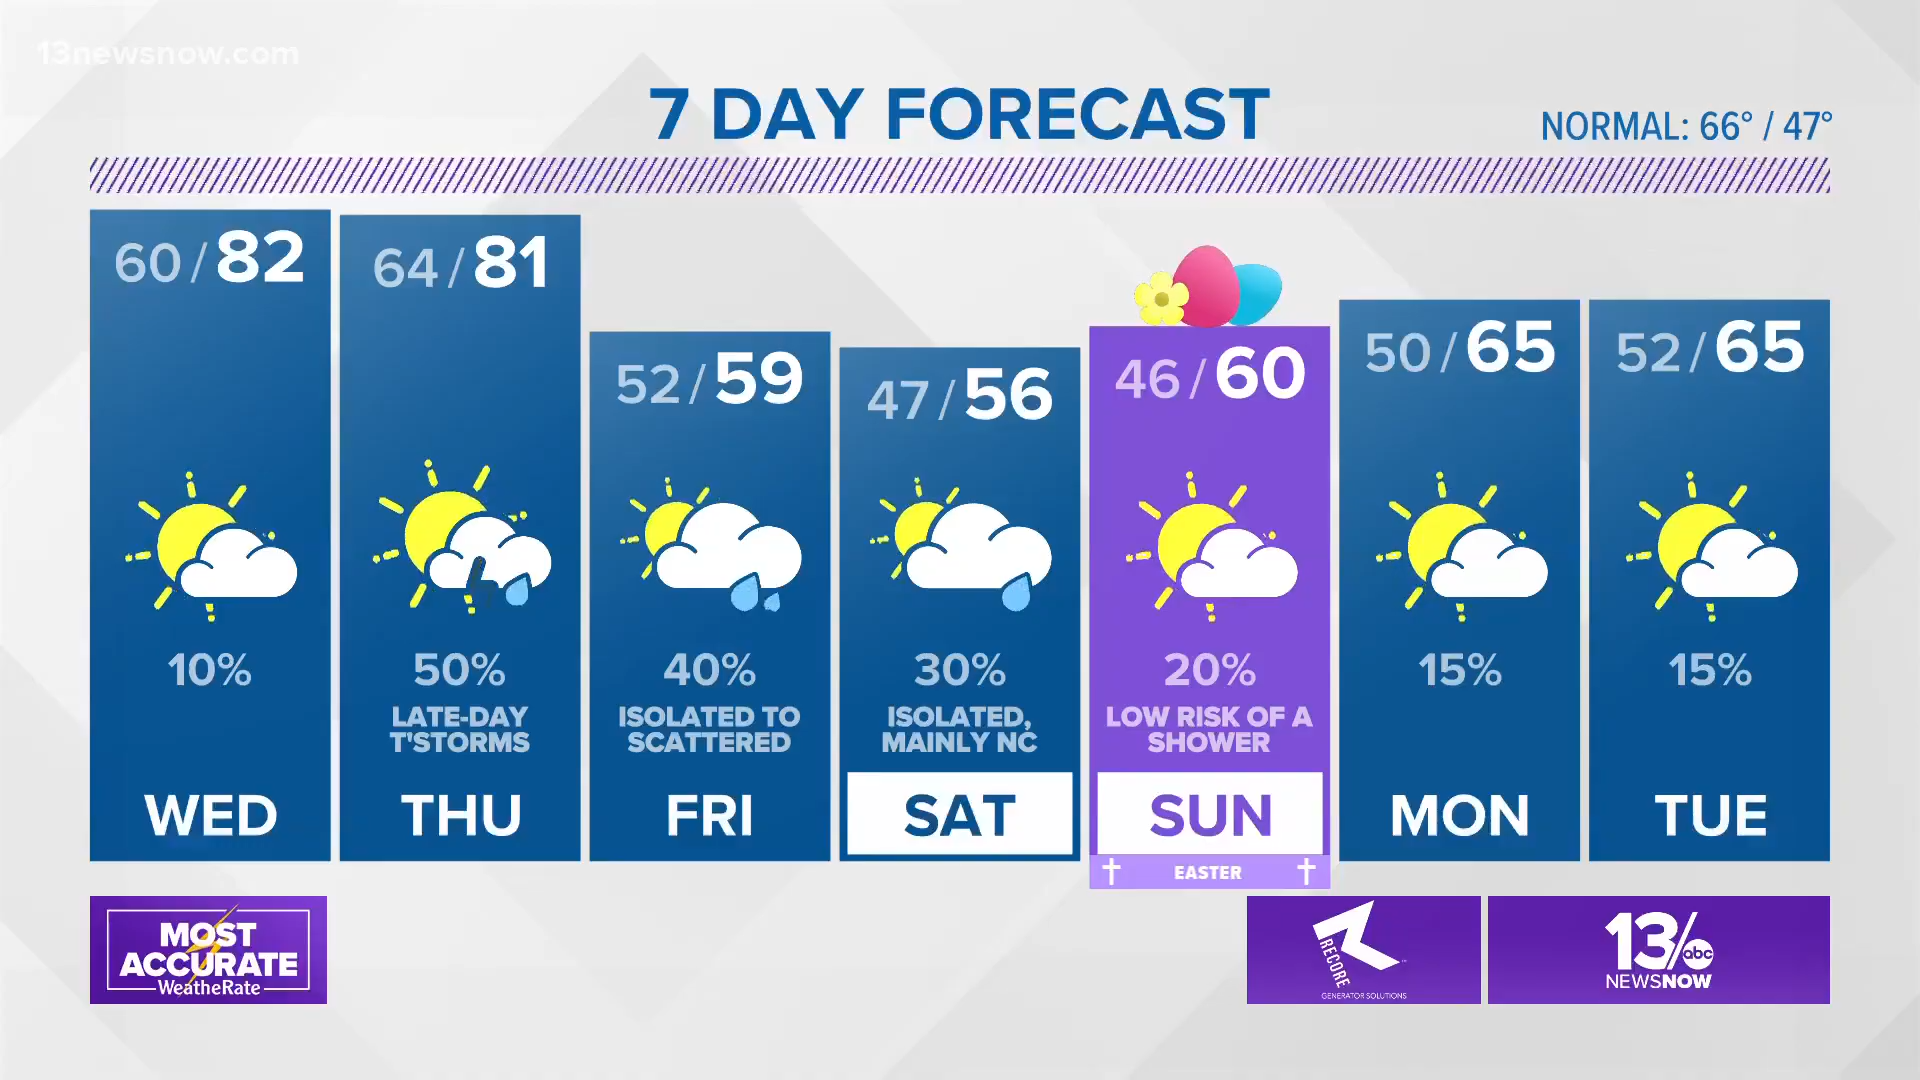 13newsnow.com
7 DAY FORECAST
NORMAL: 66° / 47°
60 / 82
10%
WED
64 / 81
50%
LATE-DAY
T'STORMS
THU
52 / 59
40%
ISOLATED TO
SCATTERED
FRI
47 / 56
30%
ISOLATED,
MAINLY NC
SAT
46 / 60
20%
LOW RISK OF A
SHOWER
SUN
EASTER
50 / 65
15%
MON
52 / 65
15%
TUE
MOST
ACCURATE
WeatheRate
RECORE
GENERATOR SOLUTIONS
13 abc
NEWSNOW